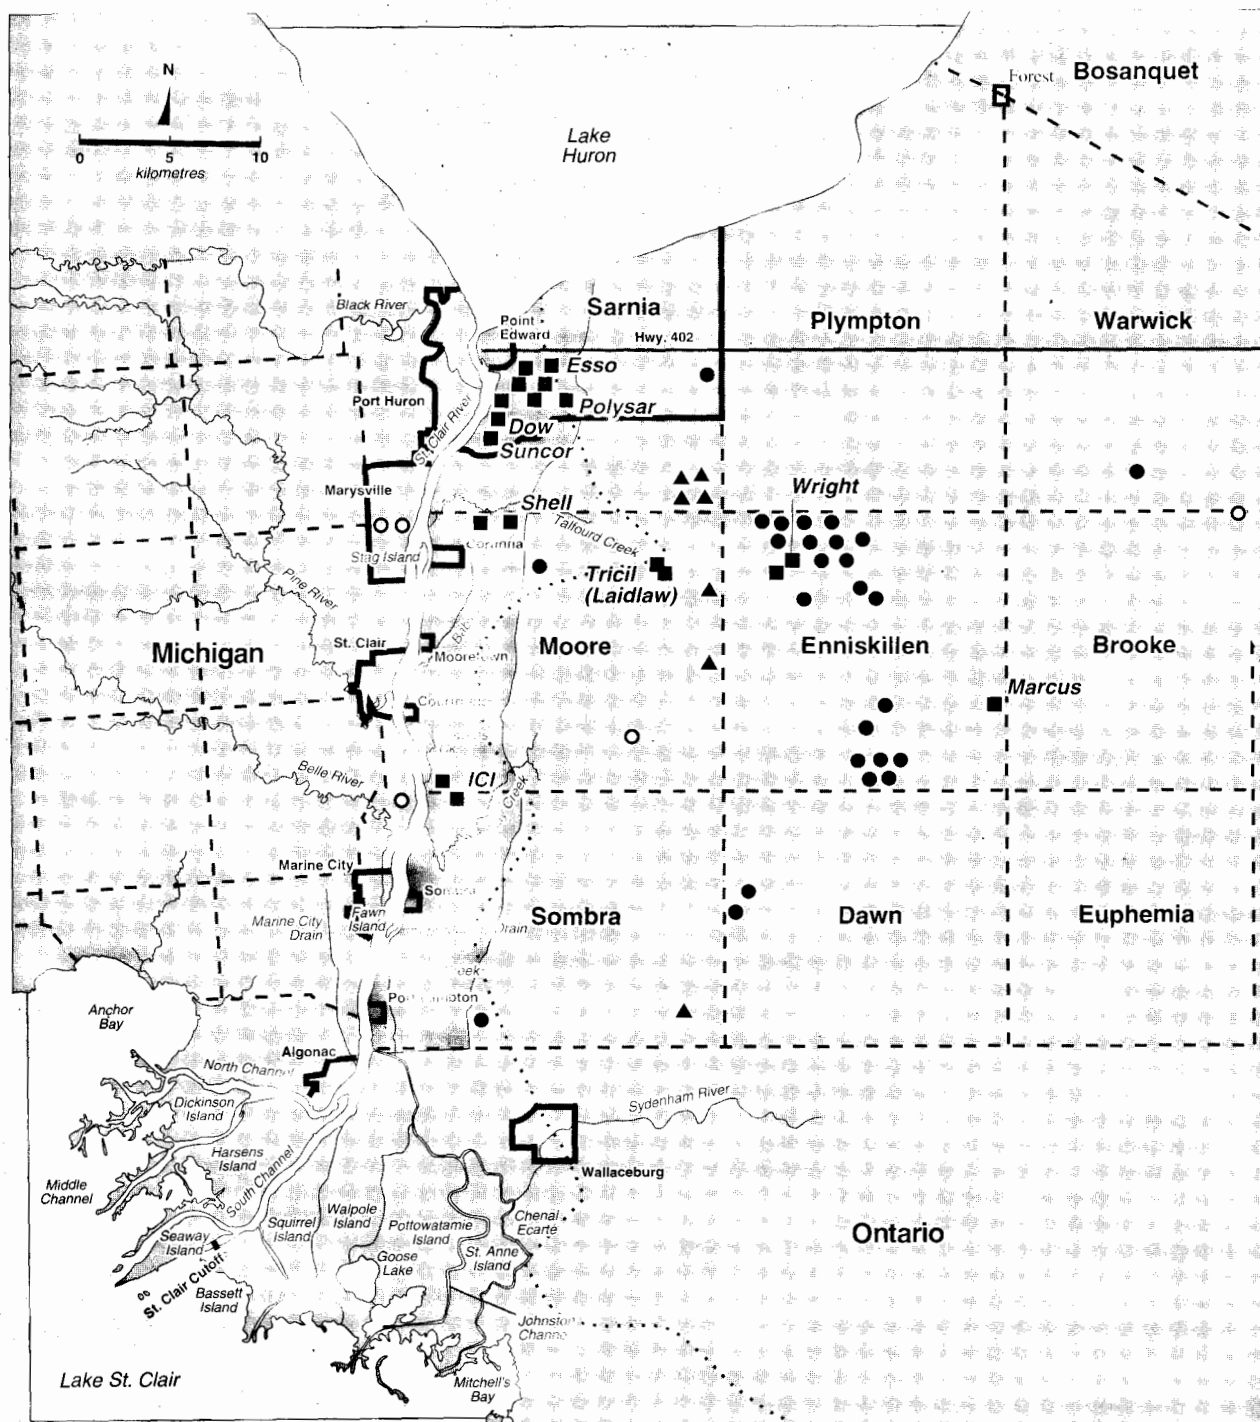 N
0 5 10
kilometres
Lake
Huron
Forest
Bosanquet
Black River
Point
Edward
Sarnia
Hwy. 402
Plympton
Warwick
Esso
Port Huron
Polysar
St. Clair River
Dow
Suncor
Marysville
Shell
Wright
Talfourd Creek
Stag Island
Tricil
(Laidlaw)
Pine River
St. Clair
Michigan
Moore
Enniskillen
Brooke
Marcus
Belle River
ICI
Creek
Marine City
Fawn
Island
Marine City
Drain
Sombra
Dawn
Euphemia
Anchor
Bay
Algonac
North Channel
Dickinson
Island
Sydenham River
Harsens
Island
Wallaceburg
Middle
Channel
South Channel
Squirrel
Island
Walpole
Island
Pottowatamie
Island
Chenal
Ecarté
Ontario
Seaway
Island
St. Anne
Island
Goose
Lake
St. Clair Cutoff
Bassett
Island
Johnston
Lake St. Clair
Mitchell's
Bay